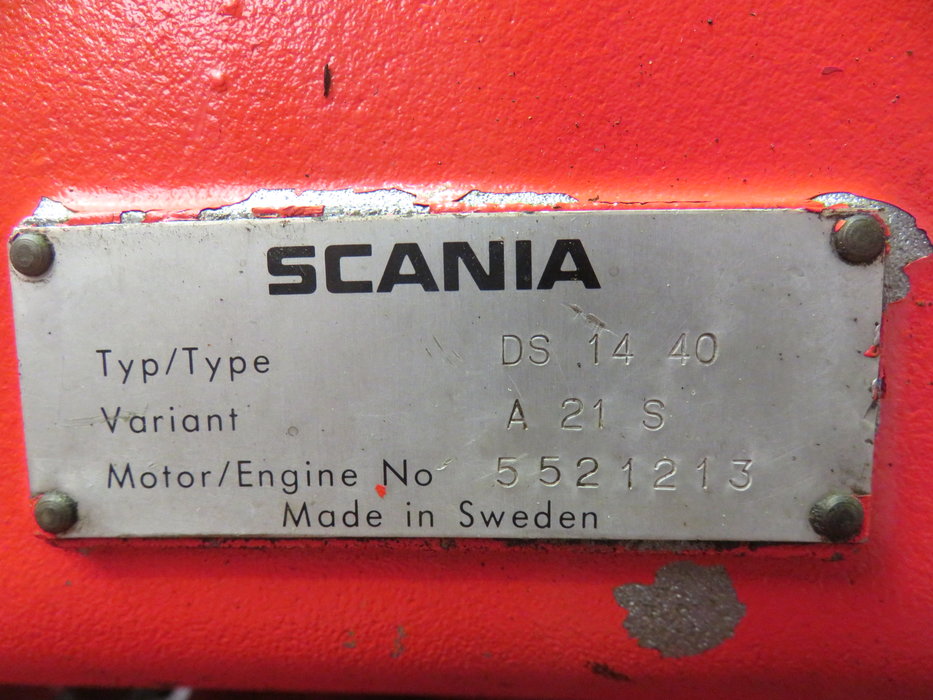 SCANIA
Typ/Type DS 14 40
Variant A 21 S
Motor/Engine No 5521213
Made in Sweden